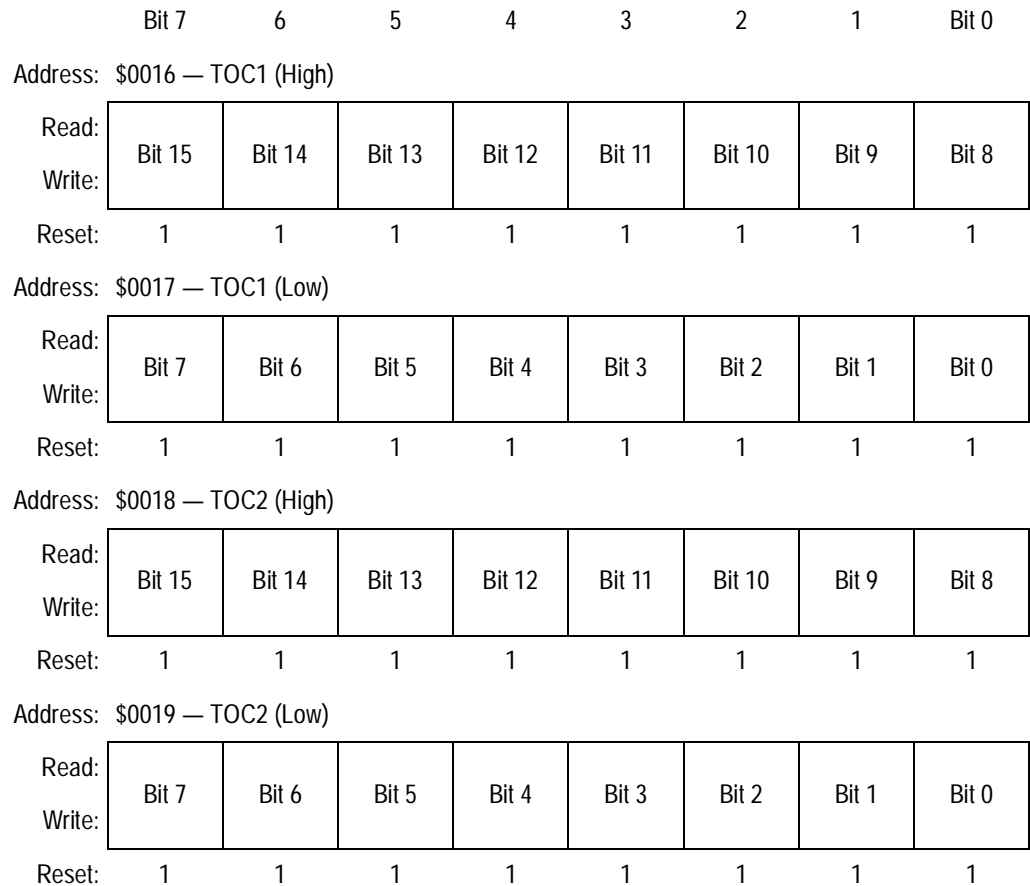 Bit 7 6 5 4 3 2 1 Bit 0
Address: $0016 — TOC1 (High)
Read:
Bit 15 Bit 14 Bit 13 Bit 12 Bit 11 Bit 10 Bit 9 Bit 8
Write:
Reset: 1 1 1 1 1 1 1 1
Address: $0017 — TOC1 (Low)
Read:
Bit 7 Bit 6 Bit 5 Bit 4 Bit 3 Bit 2 Bit 1 Bit 0
Write:
Reset: 1 1 1 1 1 1 1 1
Address: $0018 — TOC2 (High)
Read:
Bit 15 Bit 14 Bit 13 Bit 12 Bit 11 Bit 10 Bit 9 Bit 8
Write:
Reset: 1 1 1 1 1 1 1 1
Address: $0019 — TOC2 (Low)
Read:
Bit 7 Bit 6 Bit 5 Bit 4 Bit 3 Bit 2 Bit 1 Bit 0
Write:
Reset: 1 1 1 1 1 1 1 1